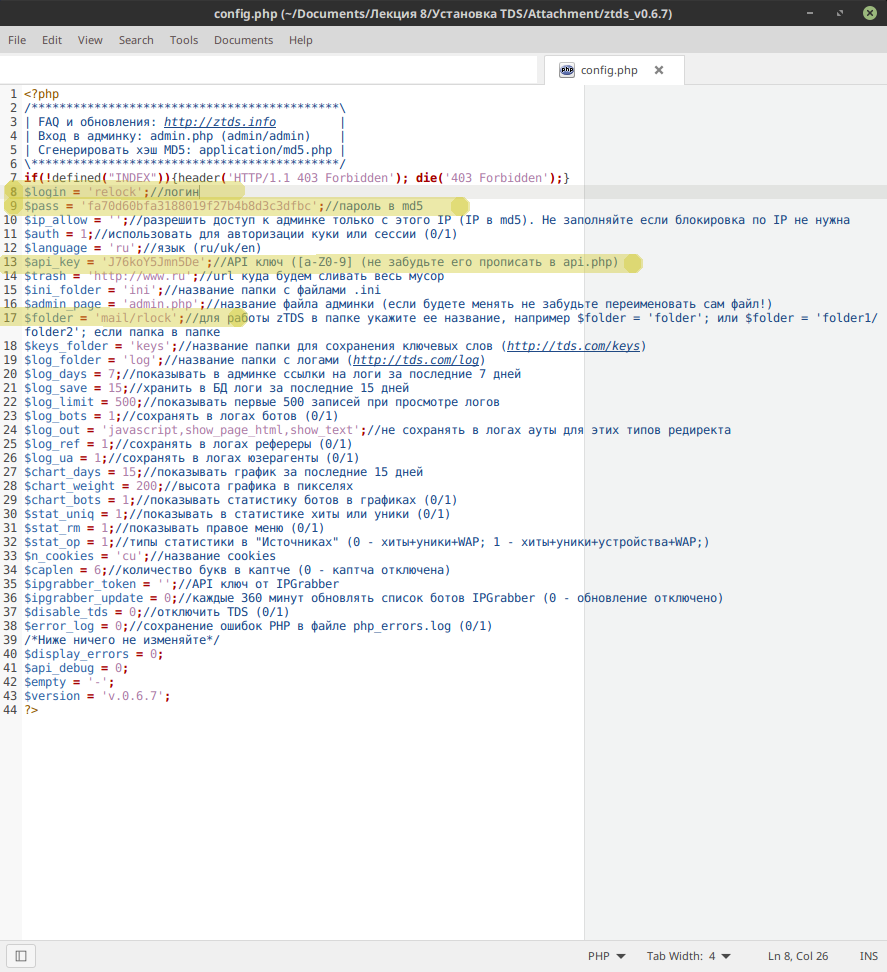 config.php (~/Documents/Лекция 8/Установка TDS/Attachment/ztds_v0.6.7)
File Edit View Search Tools Documents Help
php config.php
1 <?php
2 /********************************************\
3 | FAQ и обновления: http://ztds.info |
4 | Вход в админку: admin.php (admin/admin) |
5 | Сгенерировать хэш MD5: application/md5.php |
6 \********************************************/
7 if(!defined("INDEX")){header('HTTP/1.1 403 Forbidden'); die('403 Forbidden');}
8 $login = 'relock';//логин
9 $pass = 'fa70d60bfa3188019f27b4b8d3c3dfbc';//пароль в md5
10 $ip_allow = '';//разрешить доступ к админке только с этого IP (IP в md5). Не заполняйте если блокировка по IP не нужна
11 $auth = 1;//использовать для авторизации куки или сессии (0/1)
12 $language = 'ru';//язык (ru/uk/en)
13 $api_key = 'J76koY5Jmn5De';//API ключ ([a-Z0-9] (не забудьте его прописать в api.php)
14 $trash = 'http://www.ru';//url куда будем сливать весь мусор
15 $ini_folder = 'ini';//название папки с файлами .ini
16 $admin_page = 'admin.php';//название файла админки (если будете менять не забудьте переименовать сам файл!)
17 $folder = 'mail/rlock';//для работы zTDS в папке укажите ее название, например $folder = 'folder'; или $folder = 'folder1/
folder2'; если папка в папке
18 $keys_folder = 'keys';//название папки для сохранения ключевых слов (http://tds.com/keys)
19 $log_folder = 'log';//название папки с логами (http://tds.com/log)
20 $log_days = 7;//показывать в админке ссылки на логи за последние 7 дней
21 $log_save = 15;//хранить в БД логи за последние 15 дней
22 $log_limit = 500;//показывать первые 500 записей при просмотре логов
23 $log_bots = 1;//сохранять в логах ботов (0/1)
24 $log_out = 'javascript,show_page_html,show_text';//не сохранять в логах ауты для этих типов редиректа
25 $log_ref = 1;//сохранять в логах рефереры (0/1)
26 $log_ua = 1;//сохранять в логах юзерагенты (0/1)
27 $chart_days = 15;//показывать график за последние 15 дней
28 $chart_weight = 200;//высота графика в пикселях
29 $chart_bots = 1;//показывать статистику ботов в графиках (0/1)
30 $stat_uniq = 1;//показывать в статистике хиты или уники (0/1)
31 $stat_rm = 1;//показывать правое меню (0/1)
32 $stat_op = 1;//типы статистики в "Источниках" (0 - хиты+уники+WAP; 1 - хиты+уники+устройства+WAP;)
33 $n_cookies = 'cu';//название cookies
34 $caplen = 6;//количество букв в каптче (0 - каптча отключена)
35 $ipgrabber_token = '';//API ключ от IPGrabber
36 $ipgrabber_update = 0;//каждые 360 минут обновлять список ботов IPGrabber (0 - обновление отключено)
37 $disable_tds = 0;//отключить TDS (0/1)
38 $error_log = 0;//сохранение ошибок PHP в файле php_errors.log (0/1)
39 /*Ниже ничего не изменяйте*/
40 $display_errors = 0;
41 $api_debug = 0;
42 $empty = '-';
43 $version = 'v.0.6.7';
44 ?>
PHP Tab Width: 4 Ln 8, Col 26 INS